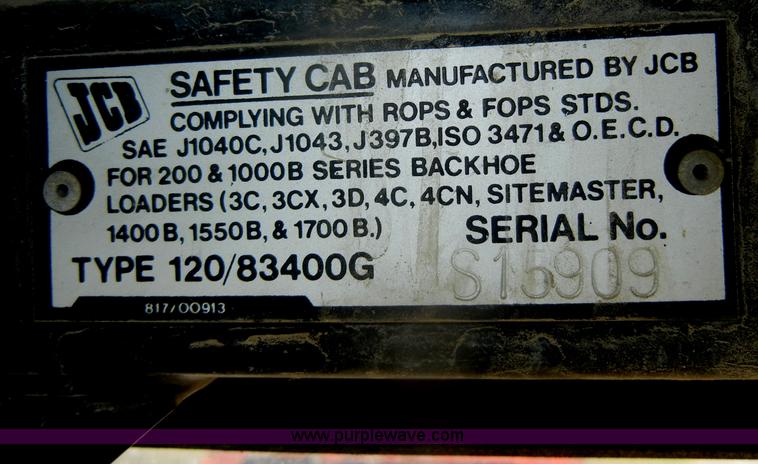 JCB
SAFETY CAB MANUFACTURED BY JCB
COMPLYING WITH ROPS & FOPS STDS.
SAE J1040C, J1043, J397B, ISO 3471 & O.E.C.D.
FOR 200 & 1000B SERIES BACKHOE
LOADERS (3C, 3CX, 3D, 4C, 4CN, SITEMASTER,
1400B, 1550B, & 1700B.) SERIAL No.
TYPE 120/83400G S15909
817/00913
www.purplewave.com